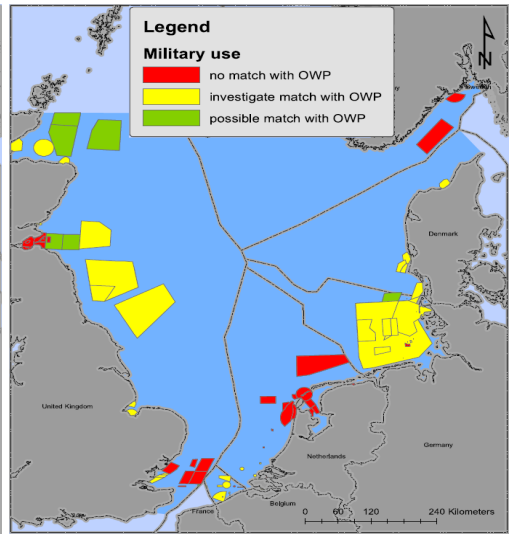 Legend
Military use
no match with OWP
investigate match with OWP
possible match with OWP
N
Denmark
United Kingdom
Netherlands
Germany
Belgium
France
0 60 120 240 Kilometers